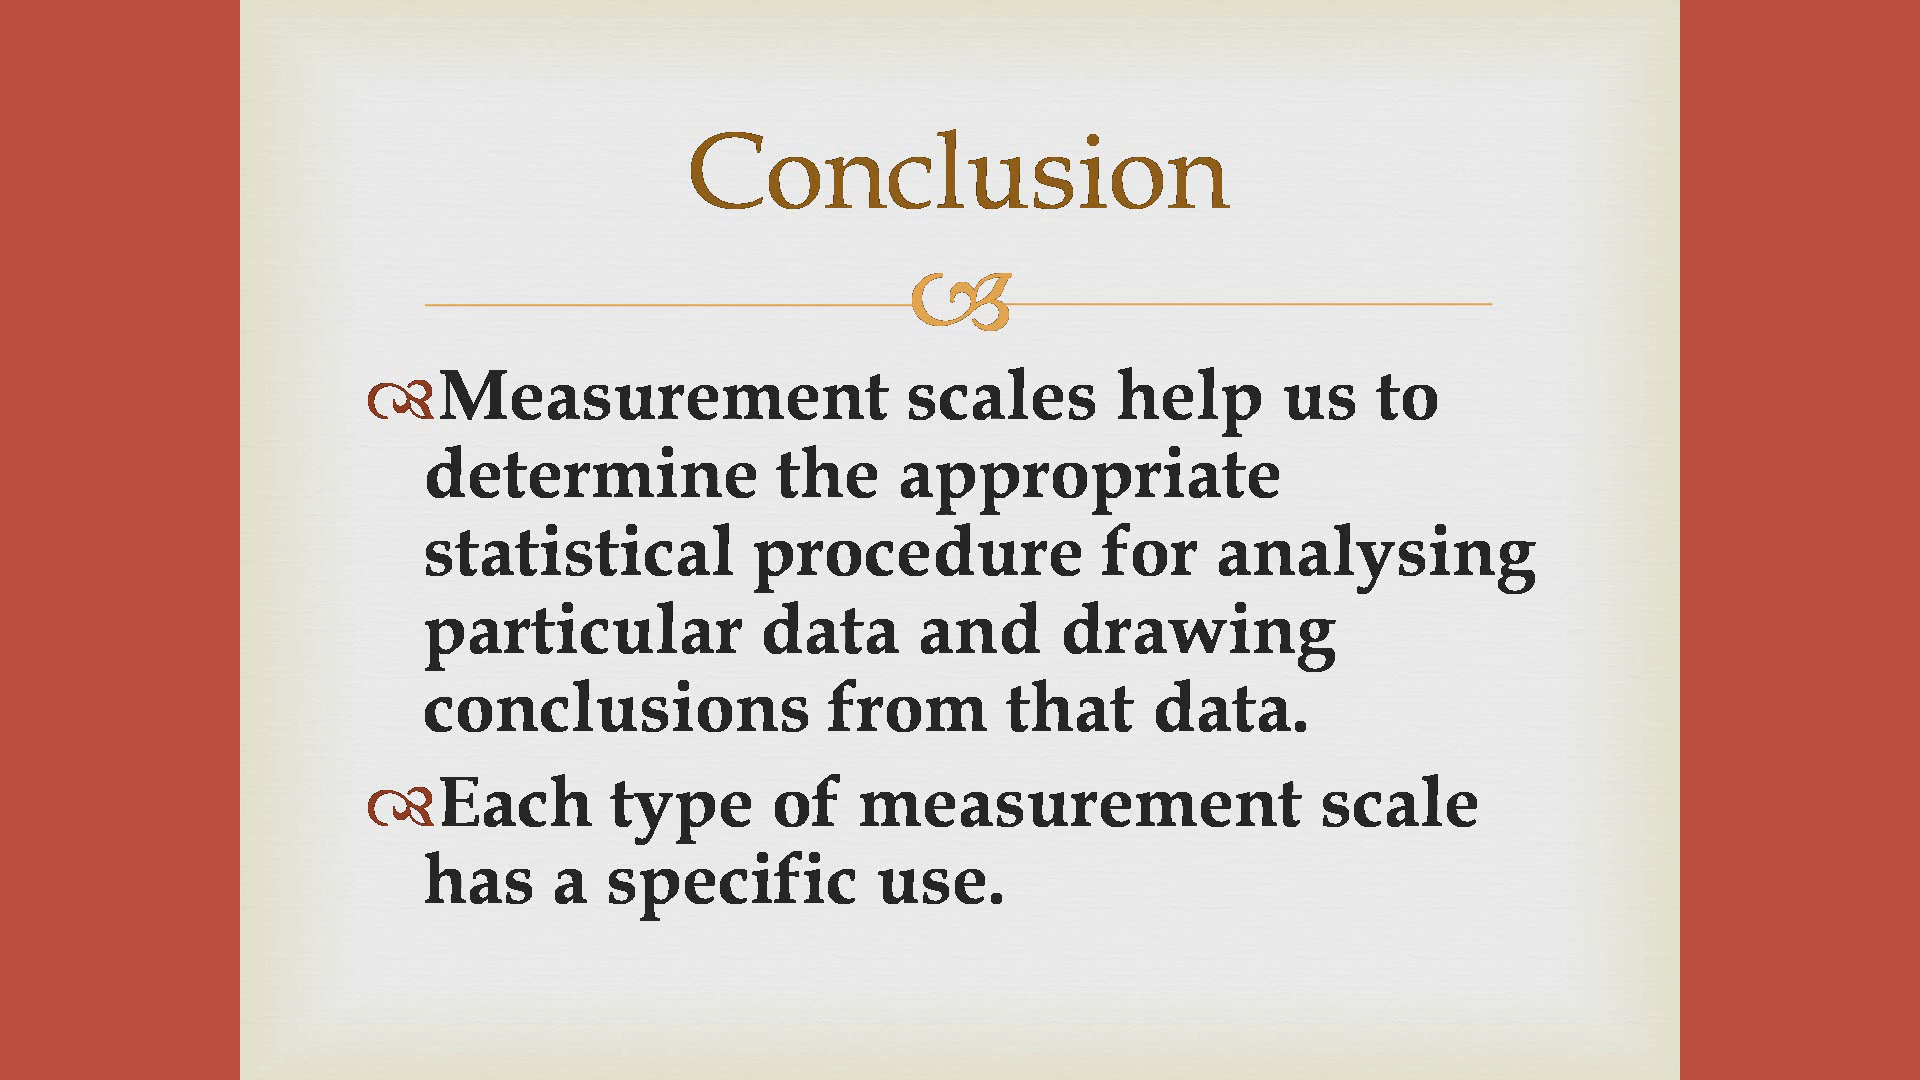 Conclusion
Measurement scales help us to
determine the appropriate
statistical procedure for analysing
particular data and drawing
conclusions from that data.
Each type of measurement scale
has a specific use.